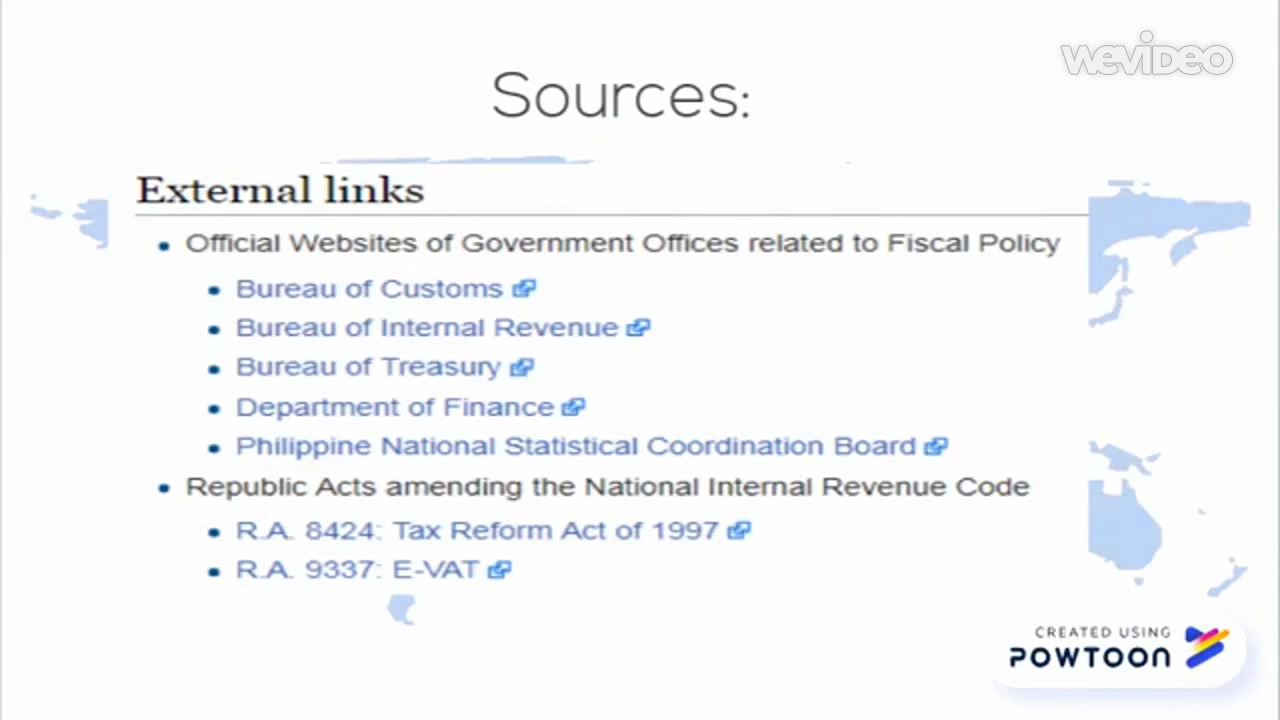 wevideo
Sources:
External links
Official Websites of Government Offices related to Fiscal Policy
Bureau of Customs
Bureau of Internal Revenue
Bureau of Treasury
Department of Finance
Philippine National Statistical Coordination Board
Republic Acts amending the National Internal Revenue Code
R.A. 8424: Tax Reform Act of 1997
R.A. 9337: E-VAT
CREATED USING
POWTOON